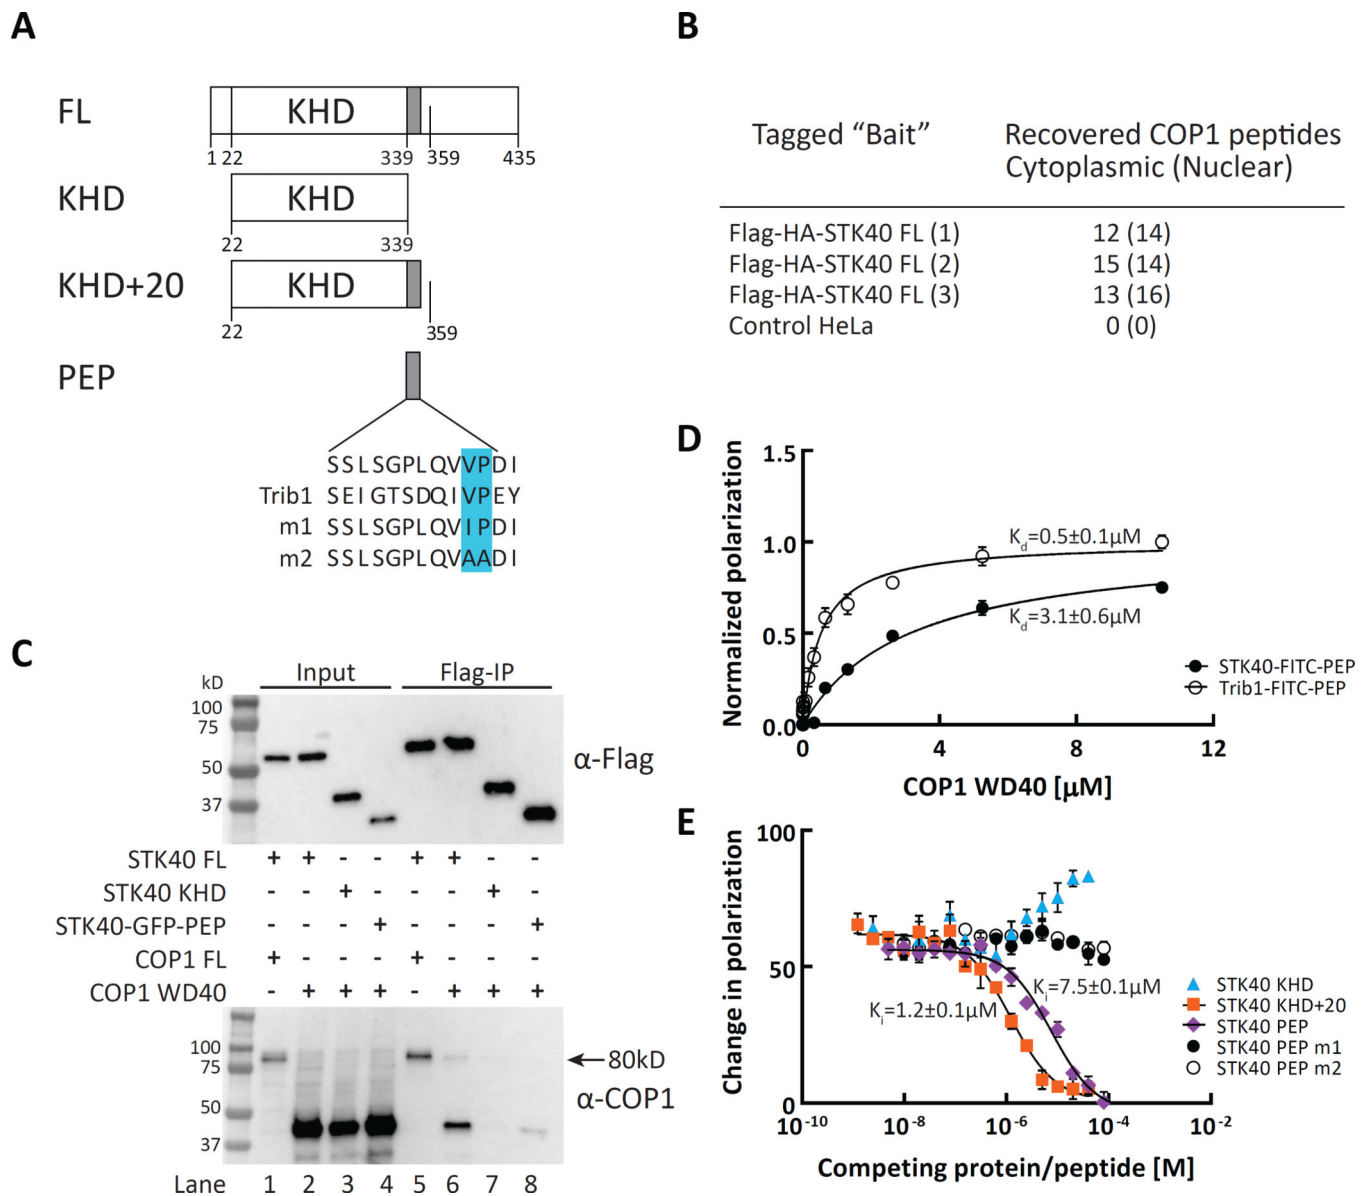 A
FL
KHD
1 22 339 359 435
KHD
KHD
22 339
KHD+20
KHD
22 359
PEP
SSLSGPLQVVPDI
Trib1 SEIGTSDQIVPEY
m1 SSLSGPLQVIPDI
m2 SSLSGPLQVAADI
B
Tagged “Bait” Recovered COP1 peptides
Cytoplasmic (Nuclear)
Flag-HA-STK40 FL (1) 12 (14)
Flag-HA-STK40 FL (2) 15 (14)
Flag-HA-STK40 FL (3) 13 (16)
Control HeLa 0 (0)
C
Input Flag-IP
kD
100
75
50
37
α-Flag
STK40 FL + + - - + + - -
STK40 KHD - - + - - - + -
STK40-GFP-PEP - - - + - - - +
COP1 FL + - - - + - - -
COP1 WD40 - + + + - + + +
100
75
50
37
80kD
α-COP1
Lane 1 2 3 4 5 6 7 8
D
Normalized polarization
1.5
1.0
0.5
0.0
0 4 8 12
COP1 WD40 [µM]
Kd=0.5±0.1µM
Kd=3.1±0.6µM
STK40-FITC-PEP
Trib1-FITC-PEP
E
Change in polarization
100
50
0
10-10 10-8 10-6 10-4 10-2
Competing protein/peptide [M]
Ki=7.5±0.1µM
Ki=1.2±0.1µM
STK40 KHD
STK40 KHD+20
STK40 PEP
STK40 PEP m1
STK40 PEP m2